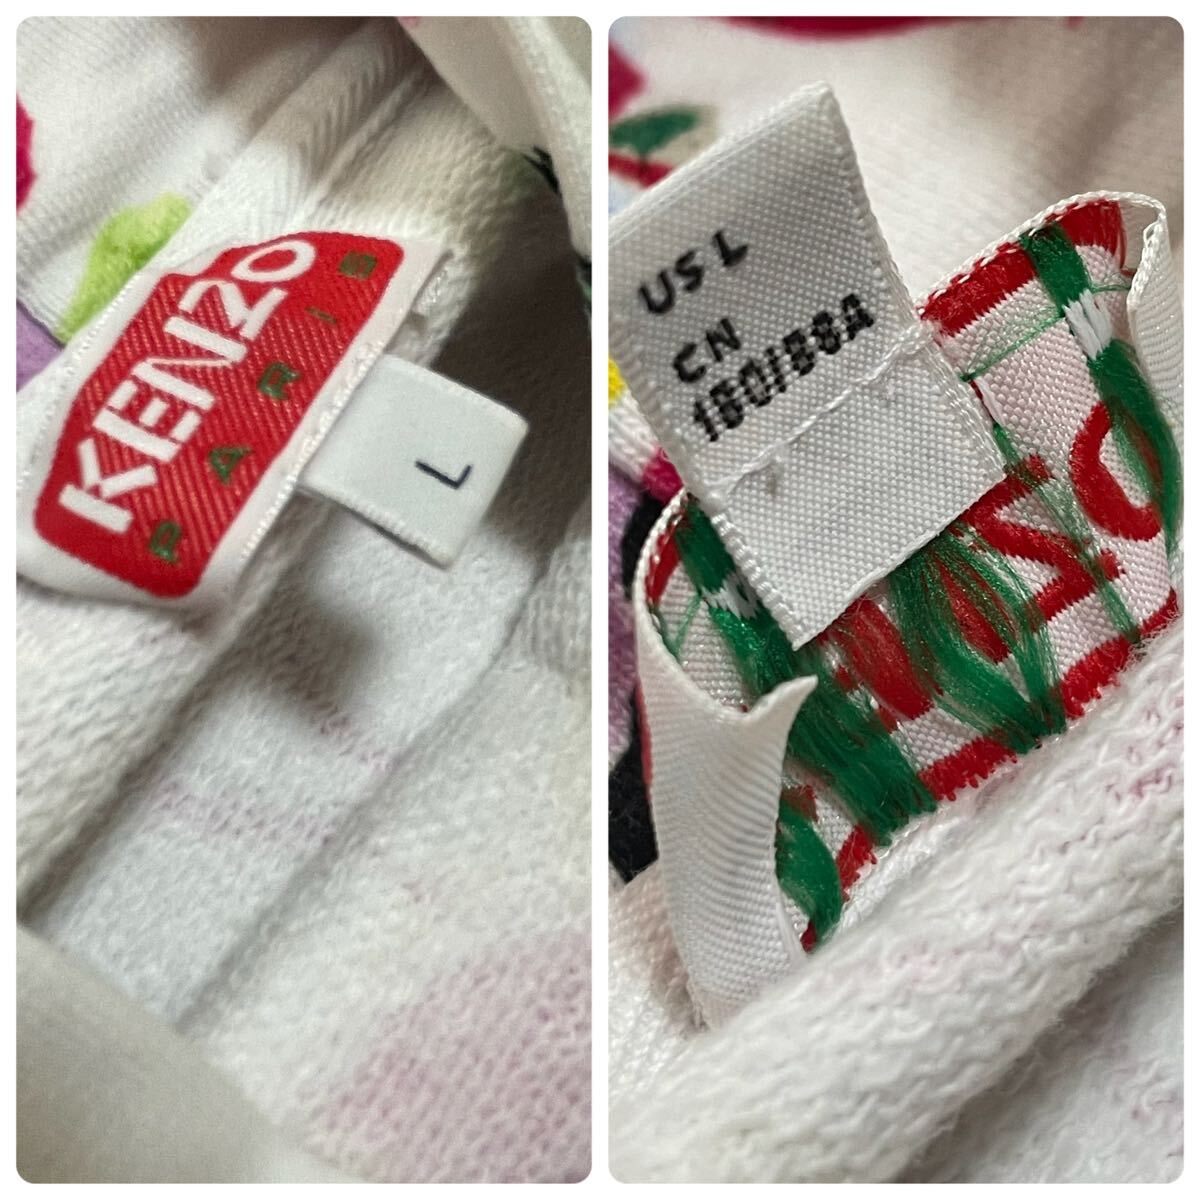 KENZO
PARIS
L
US L
CN
180/88A